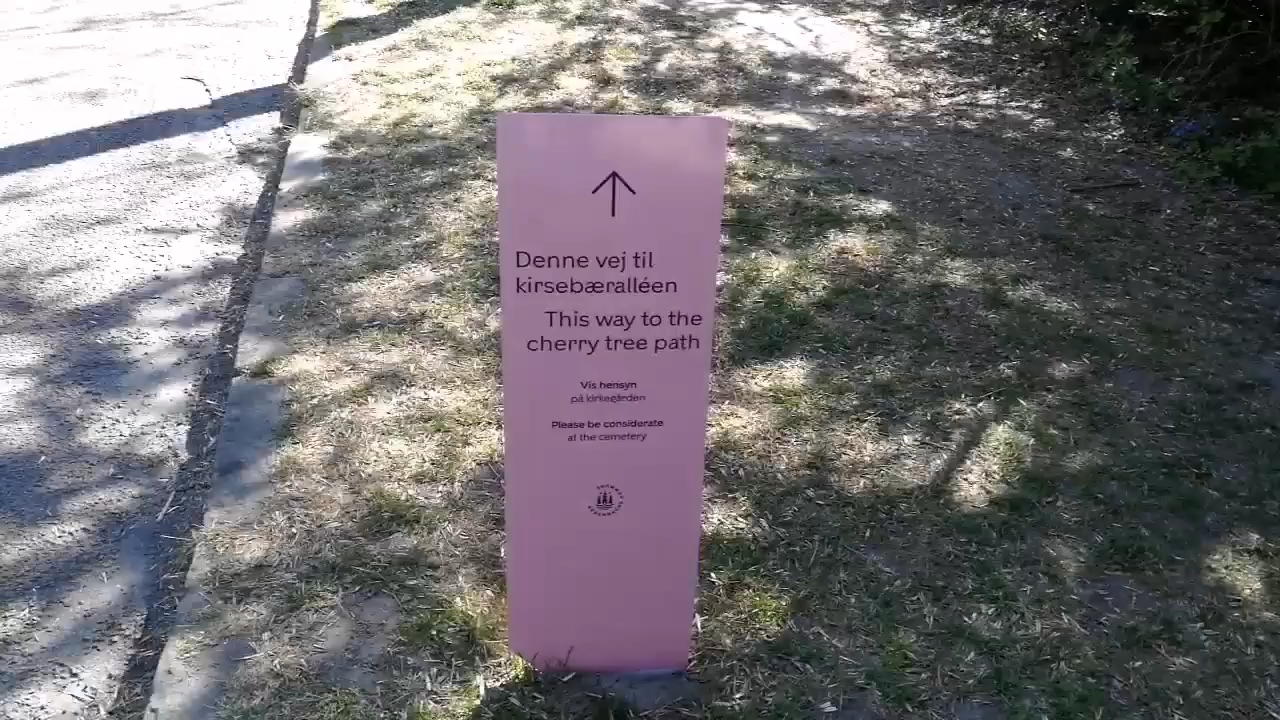 Denne vej til
kirsebæralléen
This way to the
cherry tree path
Vis hensyn
på kirkegården
Please be considerate
at the cemetery